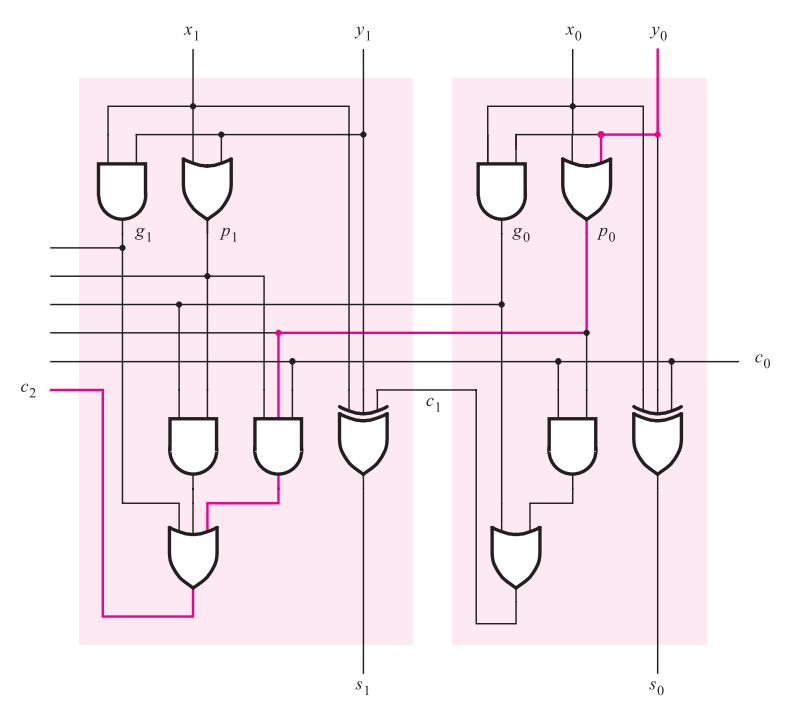 x₁ y₁ x₀ y₀
g₁ p₁ g₀ p₀
c₀
c₂ c₁
s₁ s₀